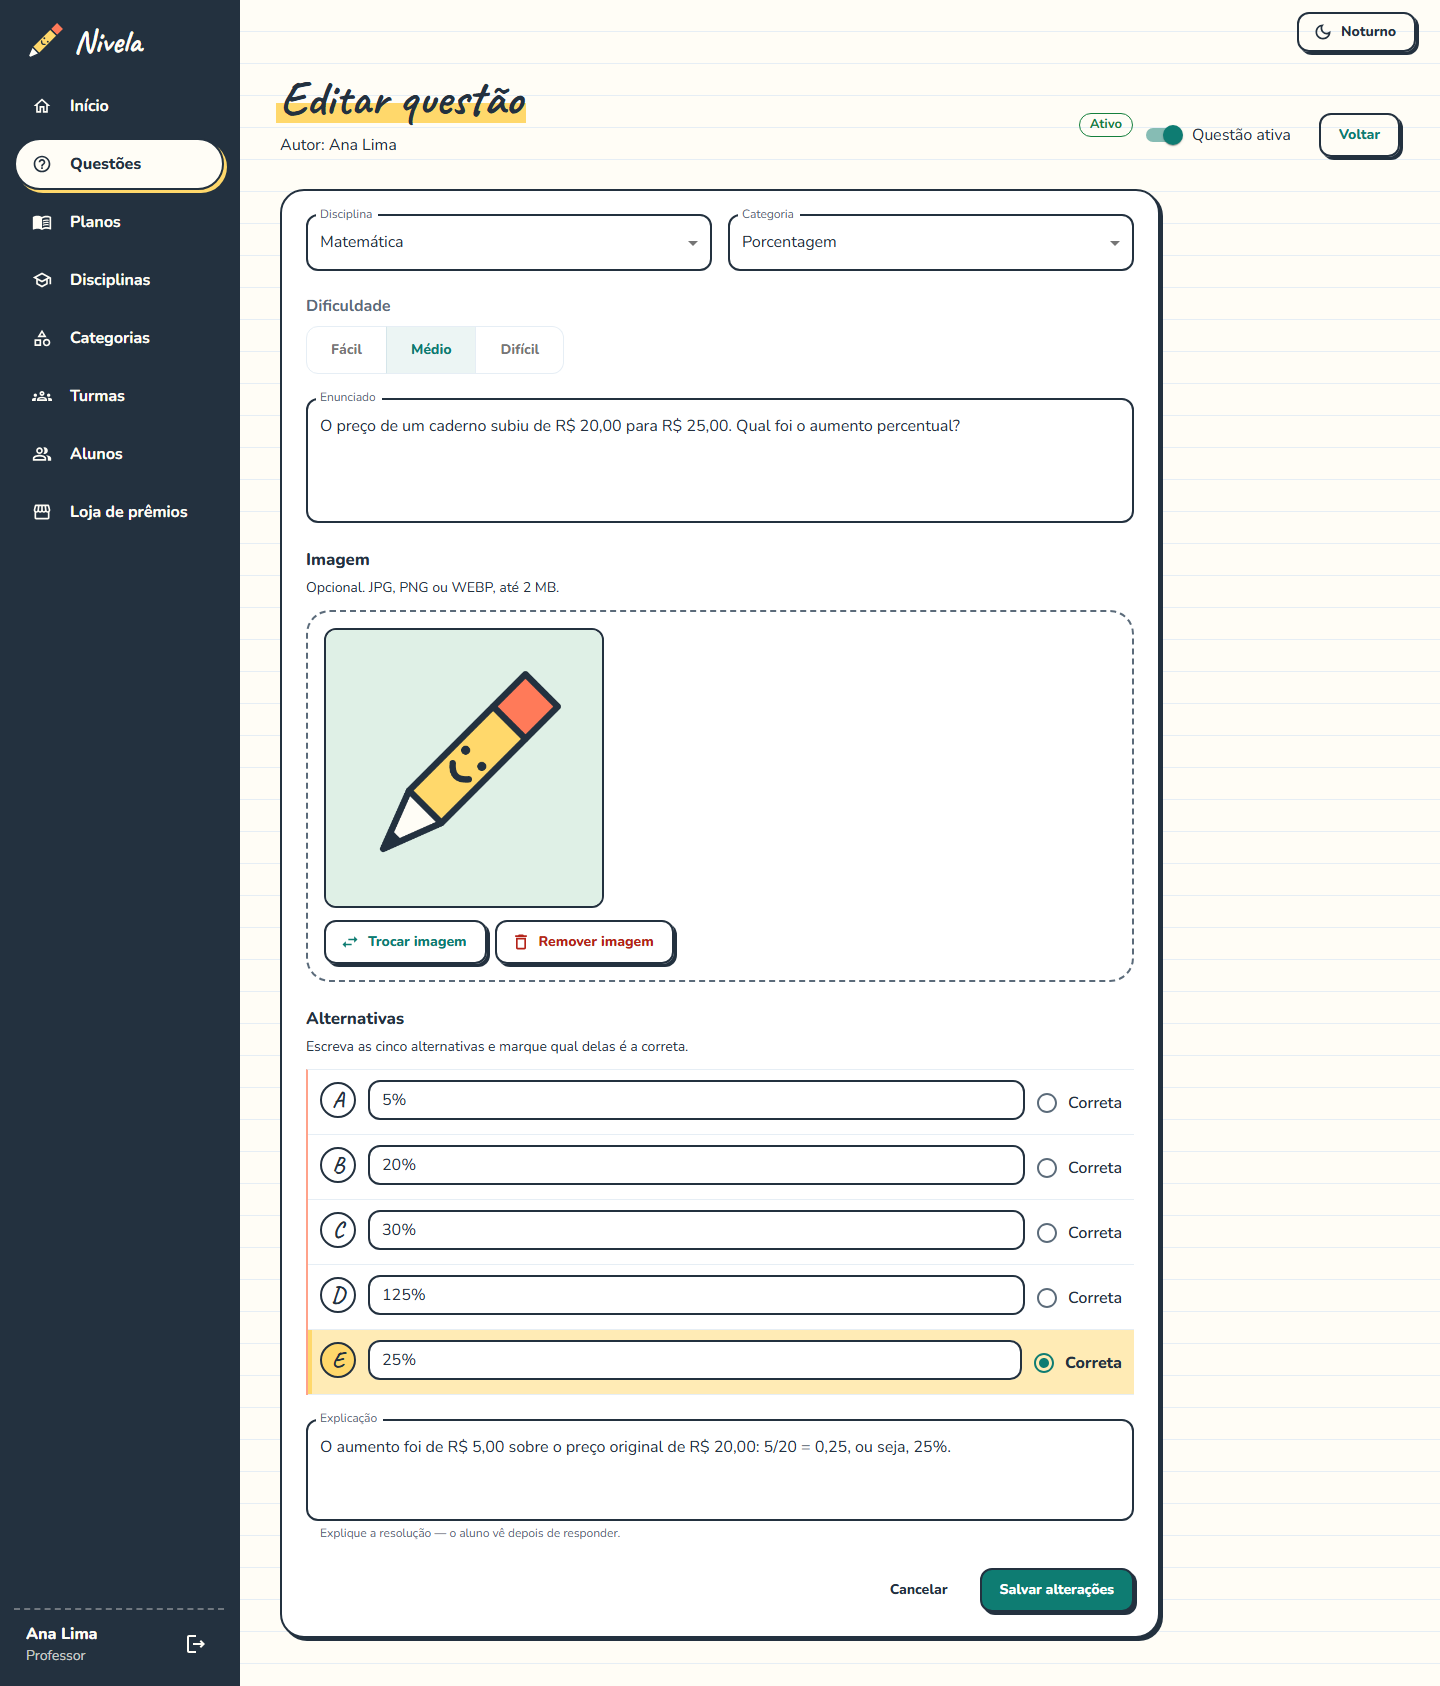 Nivela
Noturno
Início
Questões
Planos
Disciplinas
Categorias
Turmas
Alunos
Loja de prêmios
Ana Lima
Professor
Editar questão
Autor: Ana Lima
Ativo
Questão ativa
Voltar
Disciplina
Matemática
Categoria
Porcentagem
Dificuldade
Fácil
Médio
Difícil
Enunciado
O preço de um caderno subiu de R$ 20,00 para R$ 25,00. Qual foi o aumento percentual?
Imagem
Opcional. JPG, PNG ou WEBP, até 2 MB.
Trocar imagem
Remover imagem
Alternativas
Escreva as cinco alternativas e marque qual delas é a correta.
A 5% Correta
B 20% Correta
C 30% Correta
D 125% Correta
E 25% Correta
Explicação
O aumento foi de R$ 5,00 sobre o preço original de R$ 20,00: 5/20 = 0,25, ou seja, 25%.
Explique a resolução — o aluno vê depois de responder.
Cancelar
Salvar alterações